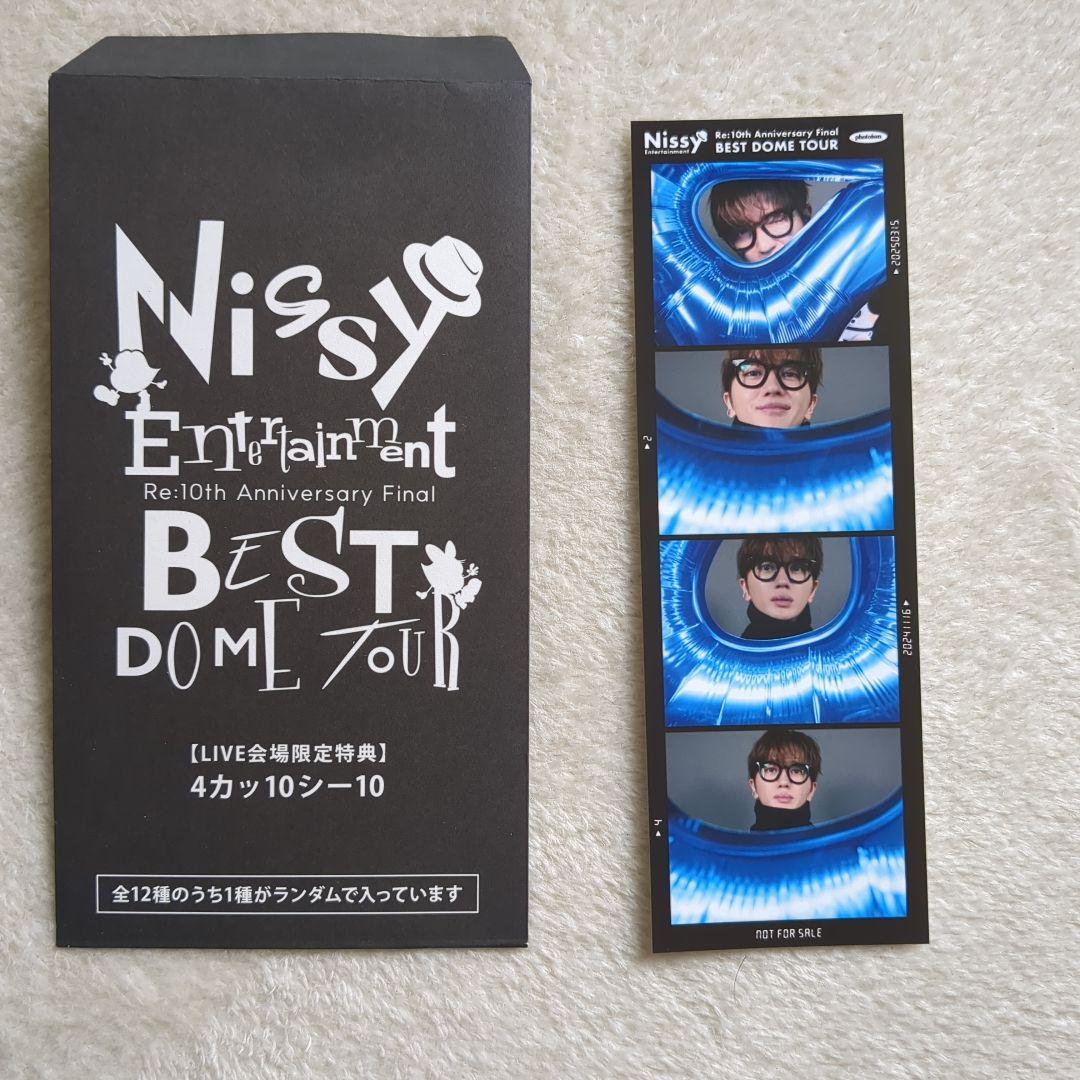 Nissy
Entertainment
Re:10th Anniversary Final
BEST
DOME TOUR
【LIVE会場限定特典】
4カッ10シー10
全12種のうち1種がランダムで入っています
Nissy
Entertainment
Re:10th Anniversary Final
BEST DOME TOUR
photoism
20250315
2
20241116
4
NOT FOR SALE